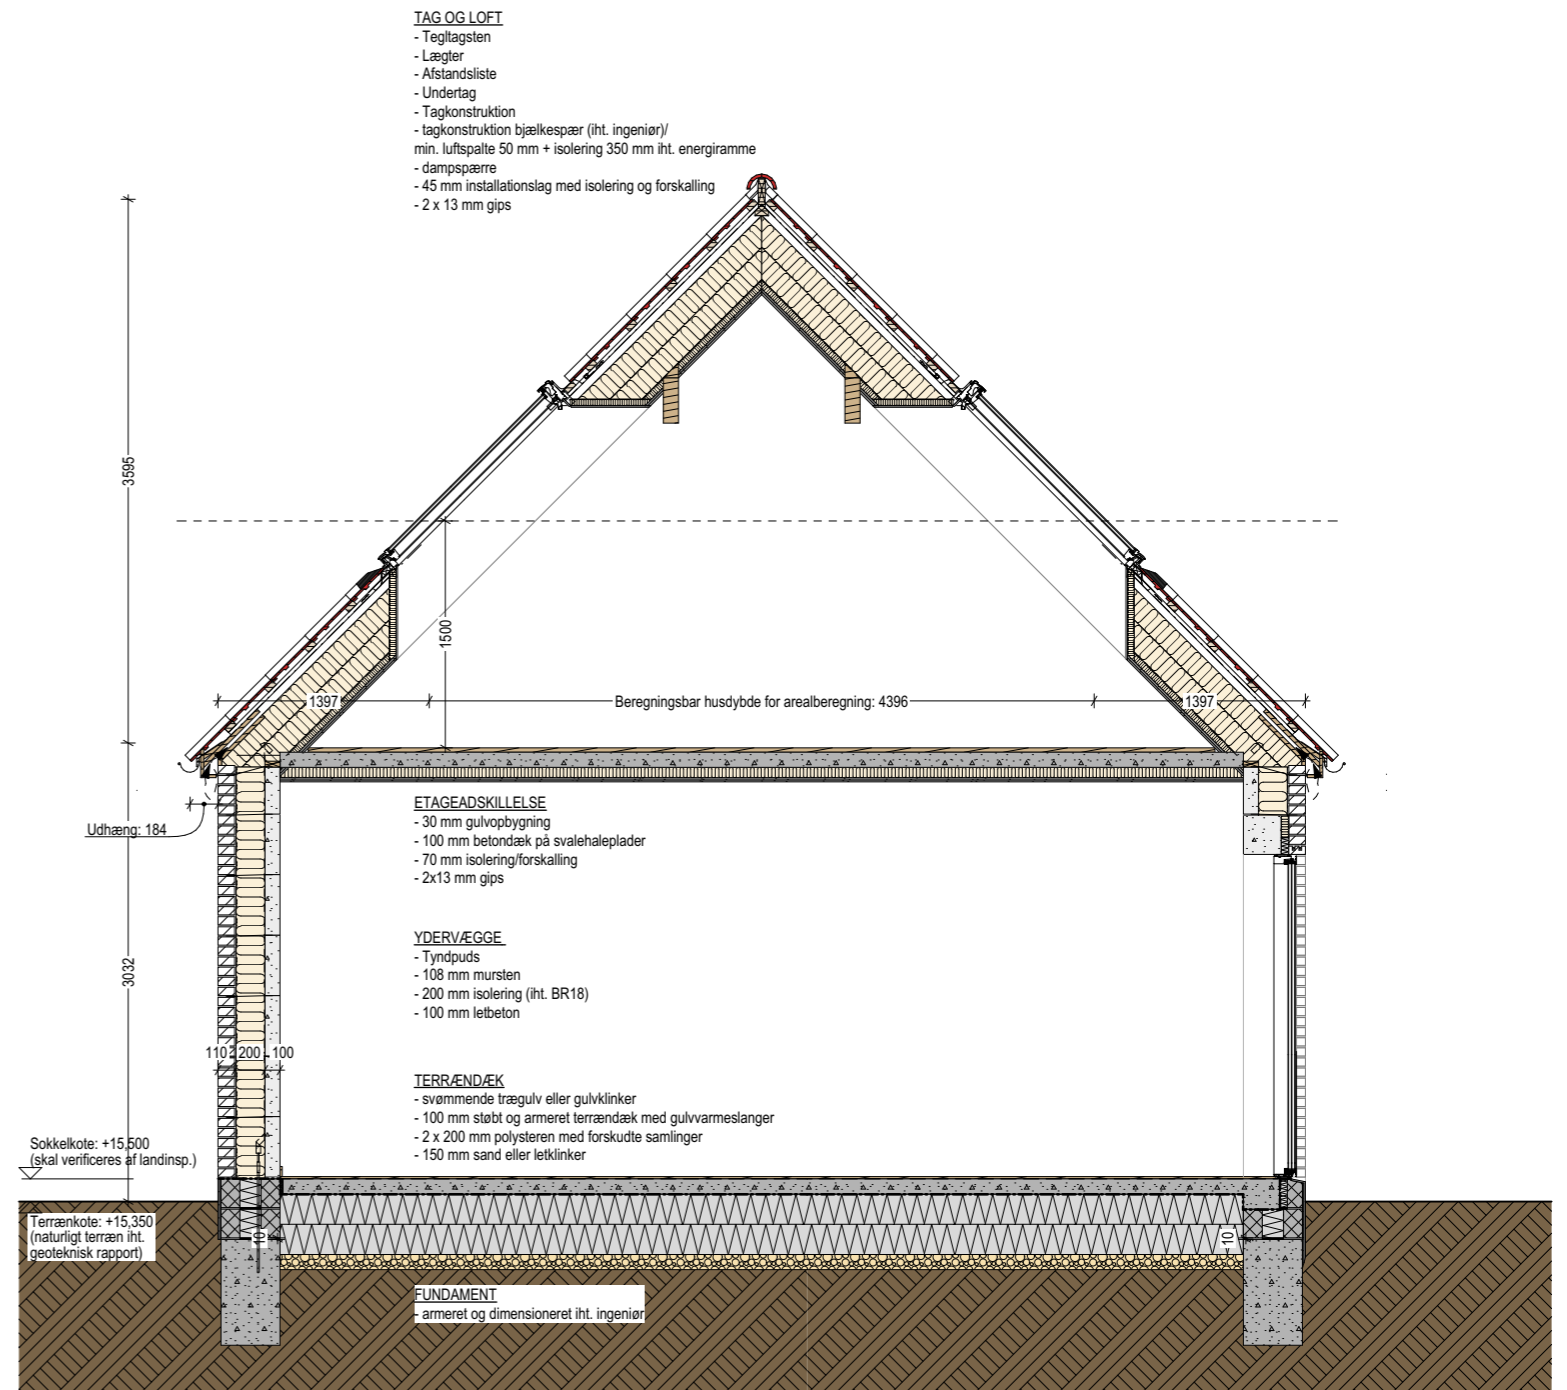 TAG OG LOFT
- Tegltagsten
- Lægter
- Afstandsliste
- Undertag
- Tagkonstruktion
- tagkonstruktion bjælkespær (iht. ingeniør)/
min. luftspalte 50 mm + isolering 350 mm iht. energiramme
- dampspærre
- 45 mm installationslag med isolering og forskalling
- 2 x 13 mm gips
3595
1500
1397
Beregningsbar husdybde for arealberegning: 4396
1397
Udhæng: 184
ETAGEADSKILLELSE
- 30 mm gulvopbygning
- 100 mm betondæk på svalehaleplader
- 70 mm isolering/forskalling
- 2x13 mm gips
3032
YDERVÆGGE
- Tyndpuds
- 108 mm mursten
- 200 mm isolering (iht. BR18)
- 100 mm letbeton
110
200
100
TERRÆNDÆK
- svømmende trægulv eller gulvklinker
- 100 mm støbt og armeret terrændæk med gulvvarmeslanger
- 2 x 200 mm polysteren med forskudte samlinger
- 150 mm sand eller letklinker
Sokkelkote: +15,500
(skal verificeres af landinsp.)
Terrænkote: +15,350
(naturligt terræn iht.
geoteknisk rapport)
10
10
FUNDAMENT
- armeret og dimensioneret iht. ingeniør